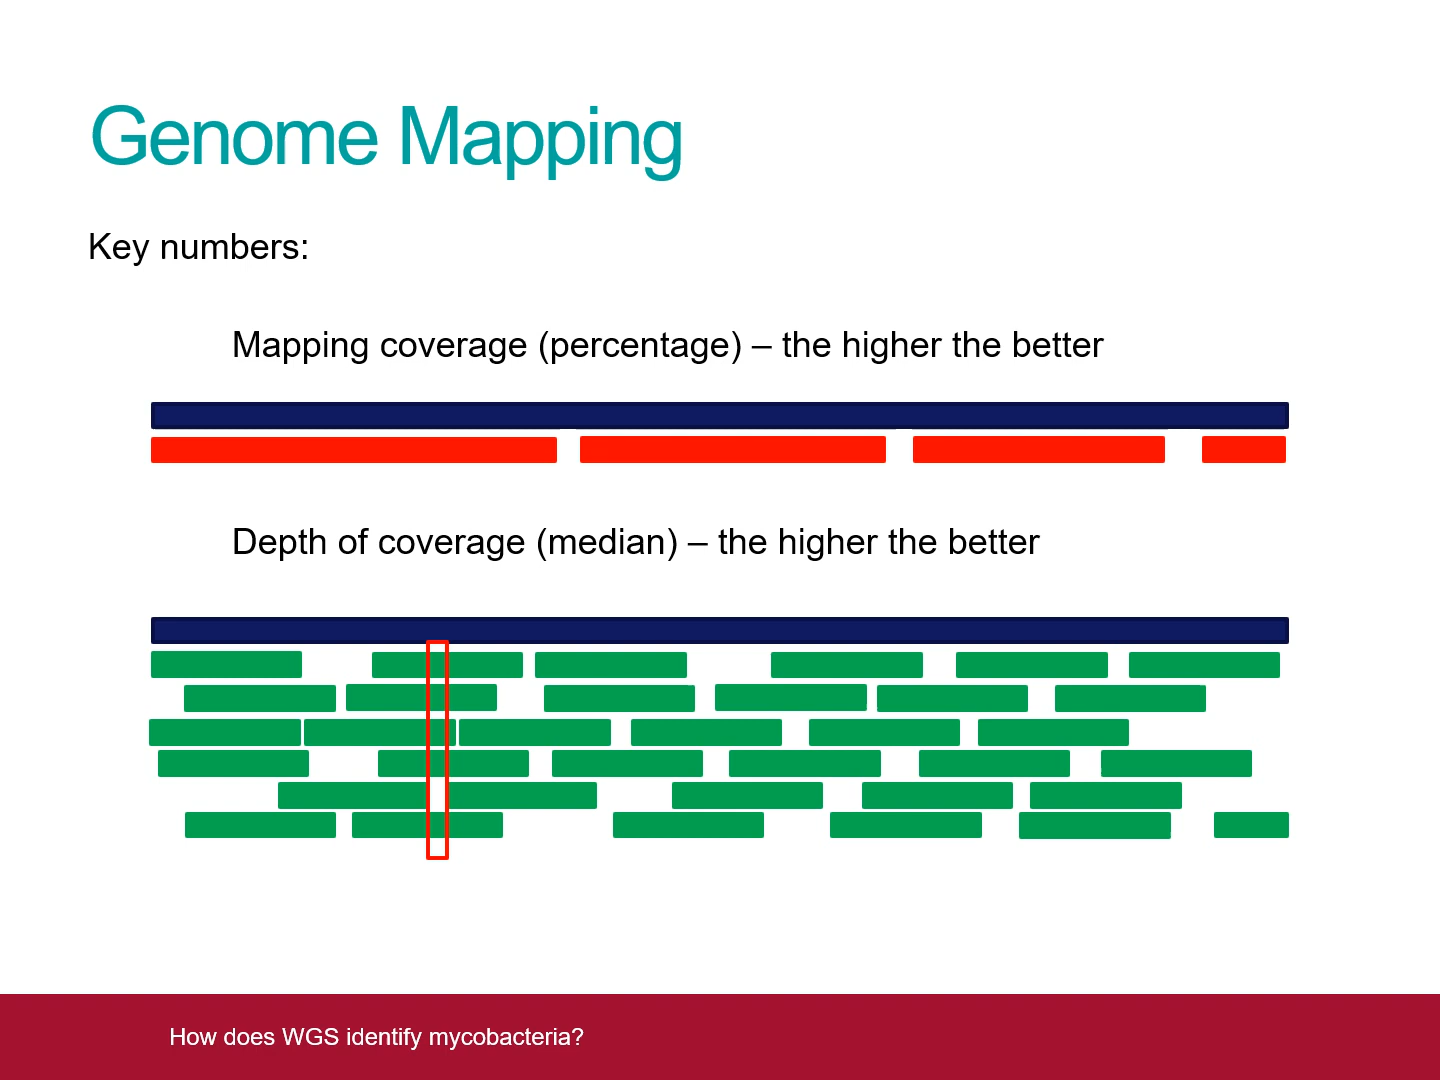 Genome Mapping
Key numbers:
Mapping coverage (percentage) – the higher the better
Depth of coverage (median) – the higher the better
How does WGS identify mycobacteria?